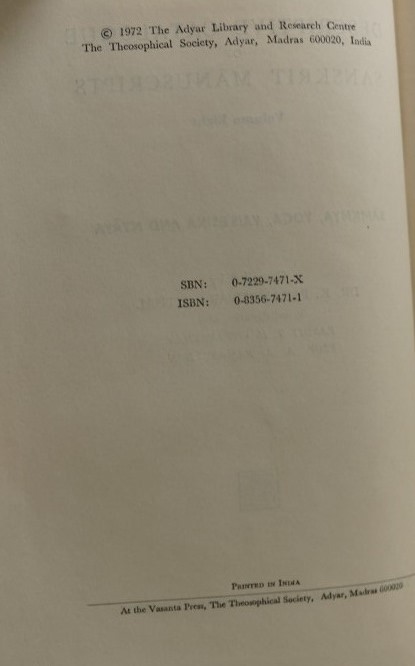 © 1972 The Adyar Library and Research Centre
The Theosophical Society, Adyar, Madras 600020, India
SBN: 0-7229-7471-X
ISBN: 0-8356-7471-1
PRINTED IN INDIA
At the Vasanta Press, The Theosophical Society, Adyar, Madras 600020